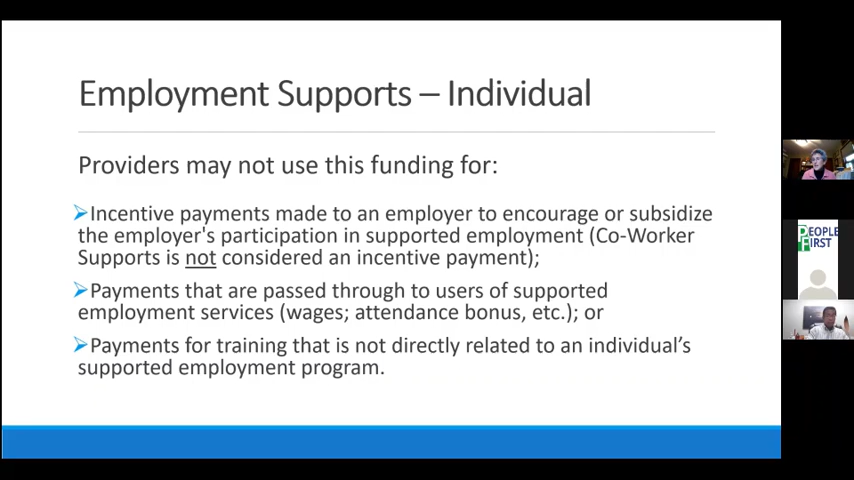 Employment Supports – Individual
Providers may not use this funding for:
➢Incentive payments made to an employer to encourage or subsidize
the employer's participation in supported employment (Co-Worker
Supports is not considered an incentive payment);
➢Payments that are passed through to users of supported
employment services (wages; attendance bonus, etc.); or
➢Payments for training that is not directly related to an individual’s
supported employment program.
PEOPLE
FIRST